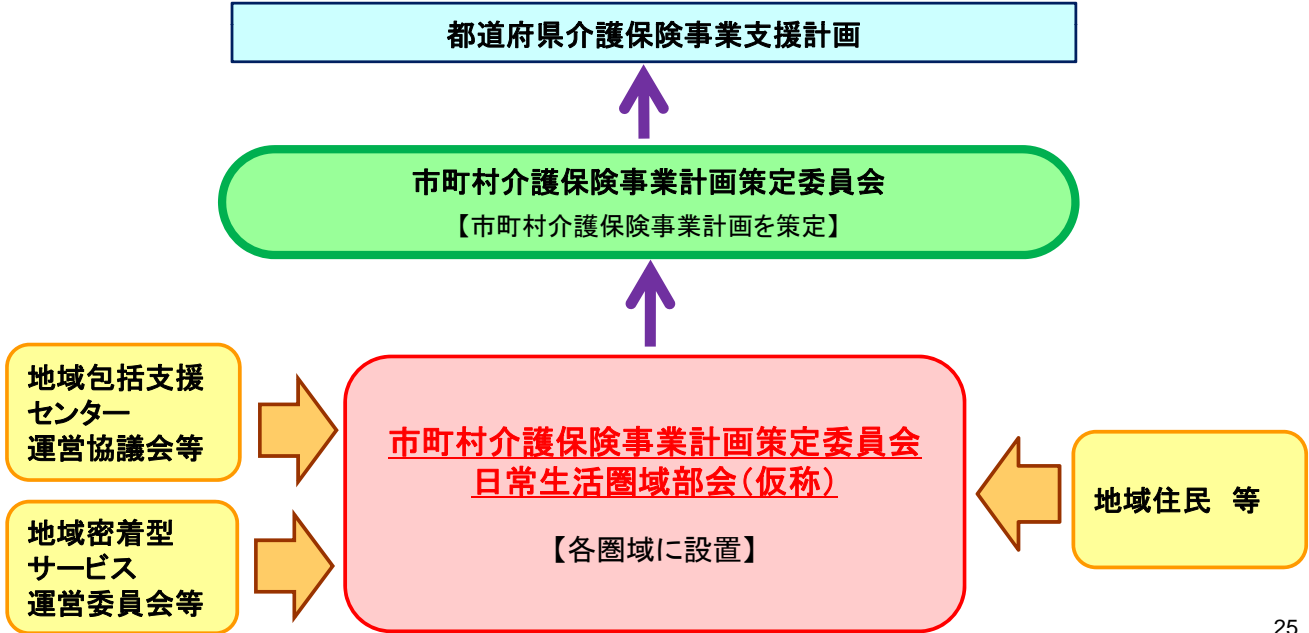 都道府県介護保険事業支援計画
市町村介護保険事業計画策定委員会
【市町村介護保険事業計画を策定】
地域包括支援
センター
運営協議会等
地域密着型
サービス
運営委員会等
市町村介護保険事業計画策定委員会
日常生活圏域部会(仮称)
【各圏域に設置】
地域住民　等
25